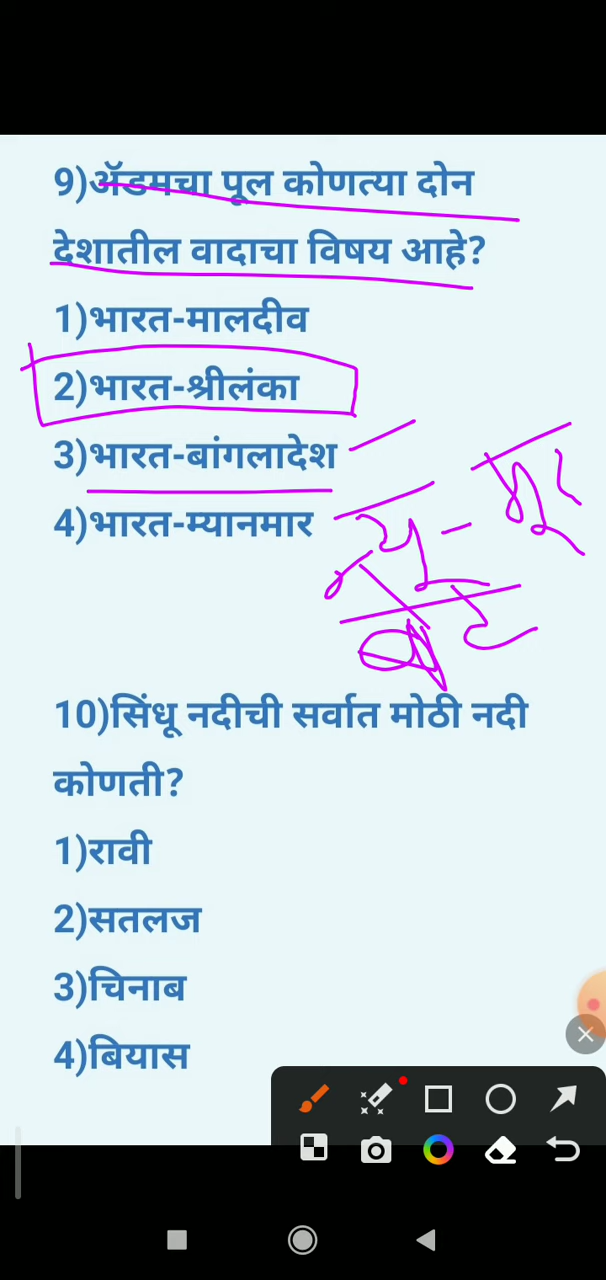 9)ॲडमचा पूल कोणत्या दोन
देशातील वादाचा विषय आहे?
1)भारत-मालदीव
2)भारत-श्रीलंका
3)भारत-बांगलादेश
4)भारत-म्यानमार
10)सिंधू नदीची सर्वात मोठी नदी
कोणती?
1)रावी
2)सतलज
3)चिनाब
4)बियास